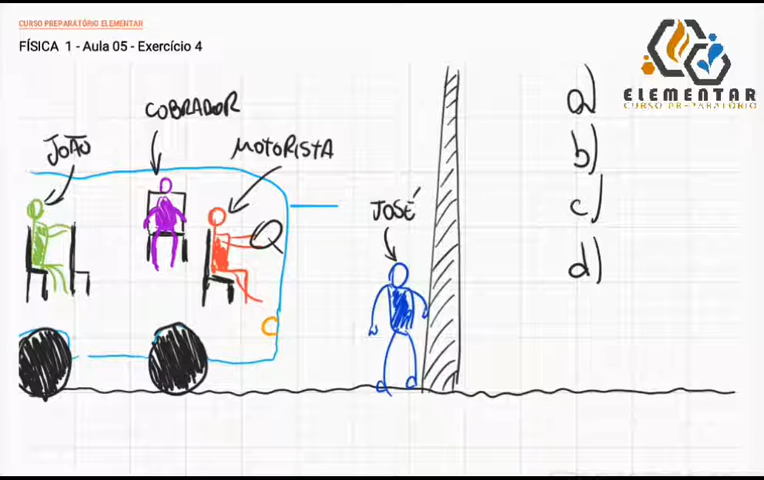 CURSO PREPARATÓRIO ELEMENTAR
FÍSICA 1 - Aula 05 - Exercício 4
ELEMENTAR
CURSO PREPARATÓRIO
COBRADOR
JOÃO
MOTORISTA
JOSÉ
a)
b)
c)
d)